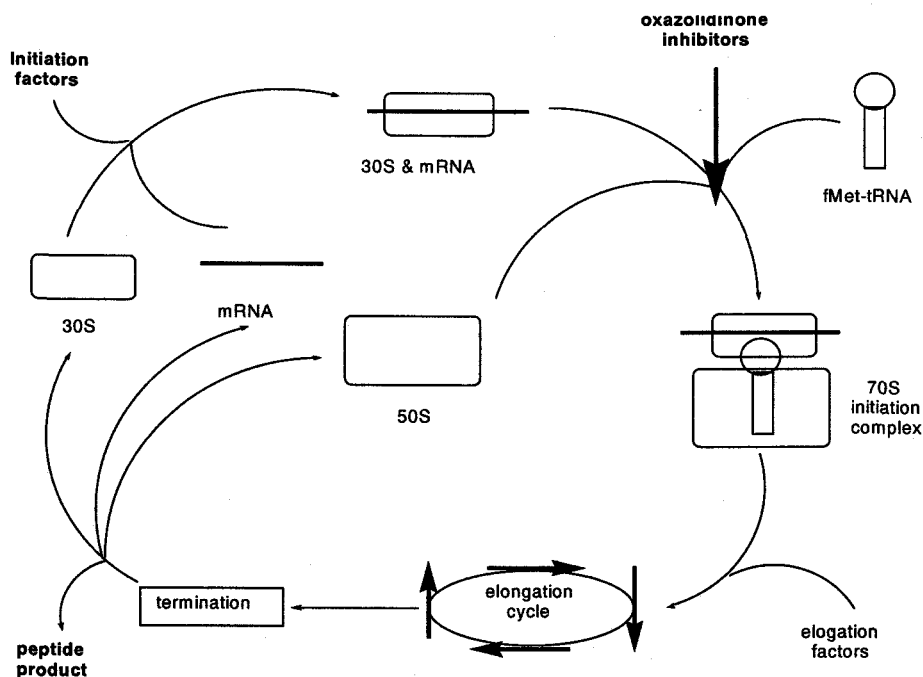 oxazolidinone
inhibitors
Initiation
factors
30S & mRNA
fMet-tRNA
30S
mRNA
50S
70S
initiation
complex
termination
elongation
cycle
elogation
factors
peptide
product